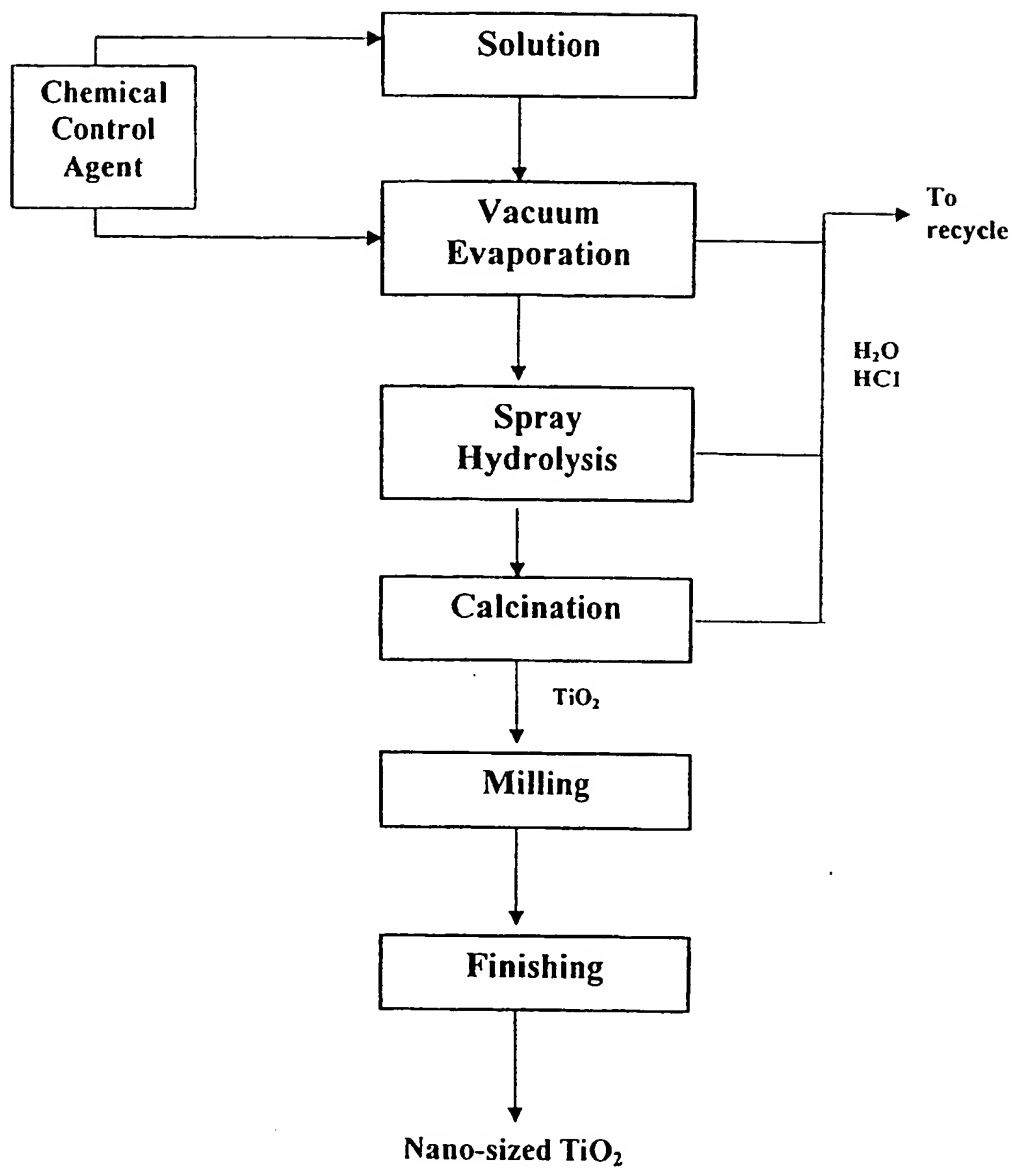 Solution
Chemical
Control
Agent
Vacuum
Evaporation
To
recycle
H₂O
HCl
Spray
Hydrolysis
Calcination
TiO₂
Milling
Finishing
Nano-sized TiO₂